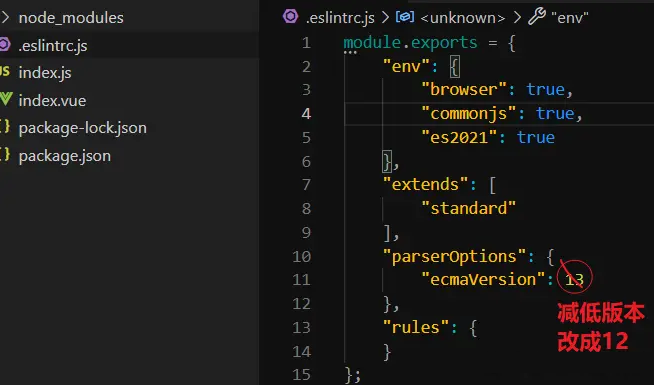 node_modules
.eslintrc.js
JS index.js
index.vue
{} package-lock.json
{} package.json
.eslintrc.js > <unknown> > "env"
1 module.exports = {
2 "env": {
3 "browser": true,
4 "commonjs": true,
5 "es2021": true
6 },
7 "extends": [
8 "standard"
9 ],
10 "parserOptions": {
11 "ecmaVersion": 13
12 },
13 "rules": {
14 }
15 };
减低版本
改成12